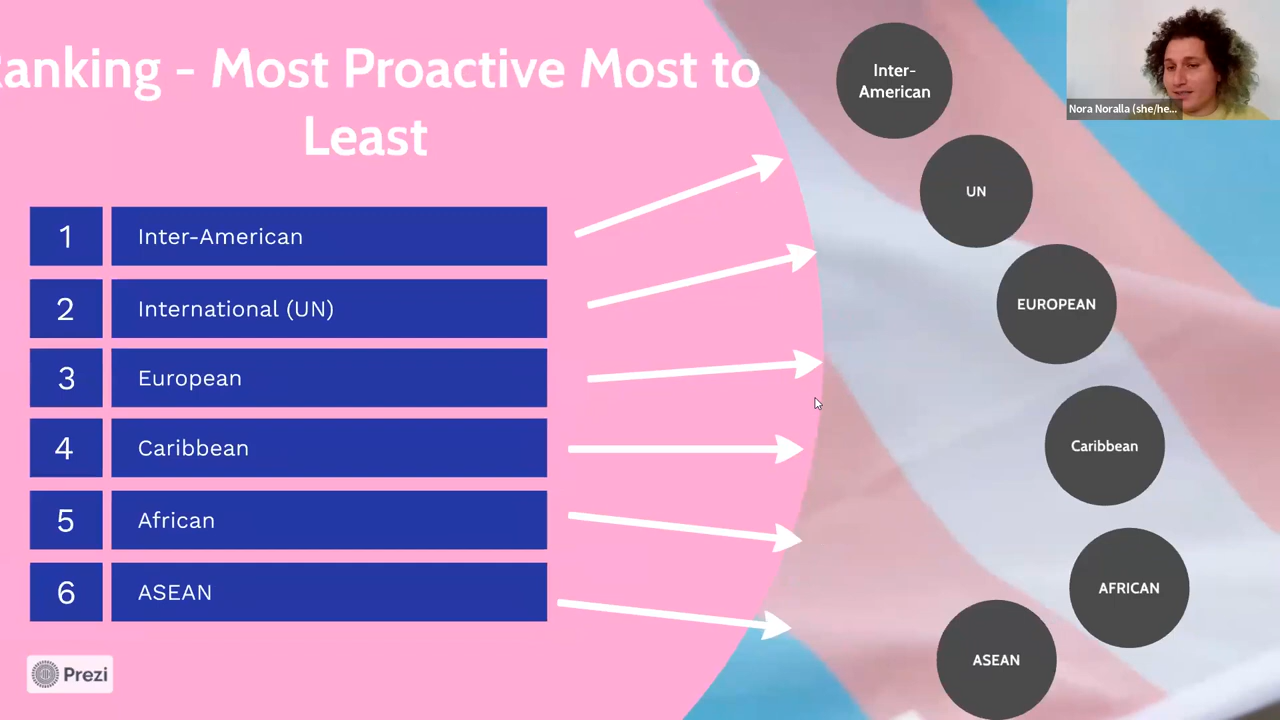 anking - Most Proactive Most to
Least
1 Inter-American
2 International (UN)
3 European
4 Caribbean
5 African
6 ASEAN
Prezi
Inter-
American
UN
EUROPEAN
Caribbean
AFRICAN
ASEAN
Nora Noralla (she/he...